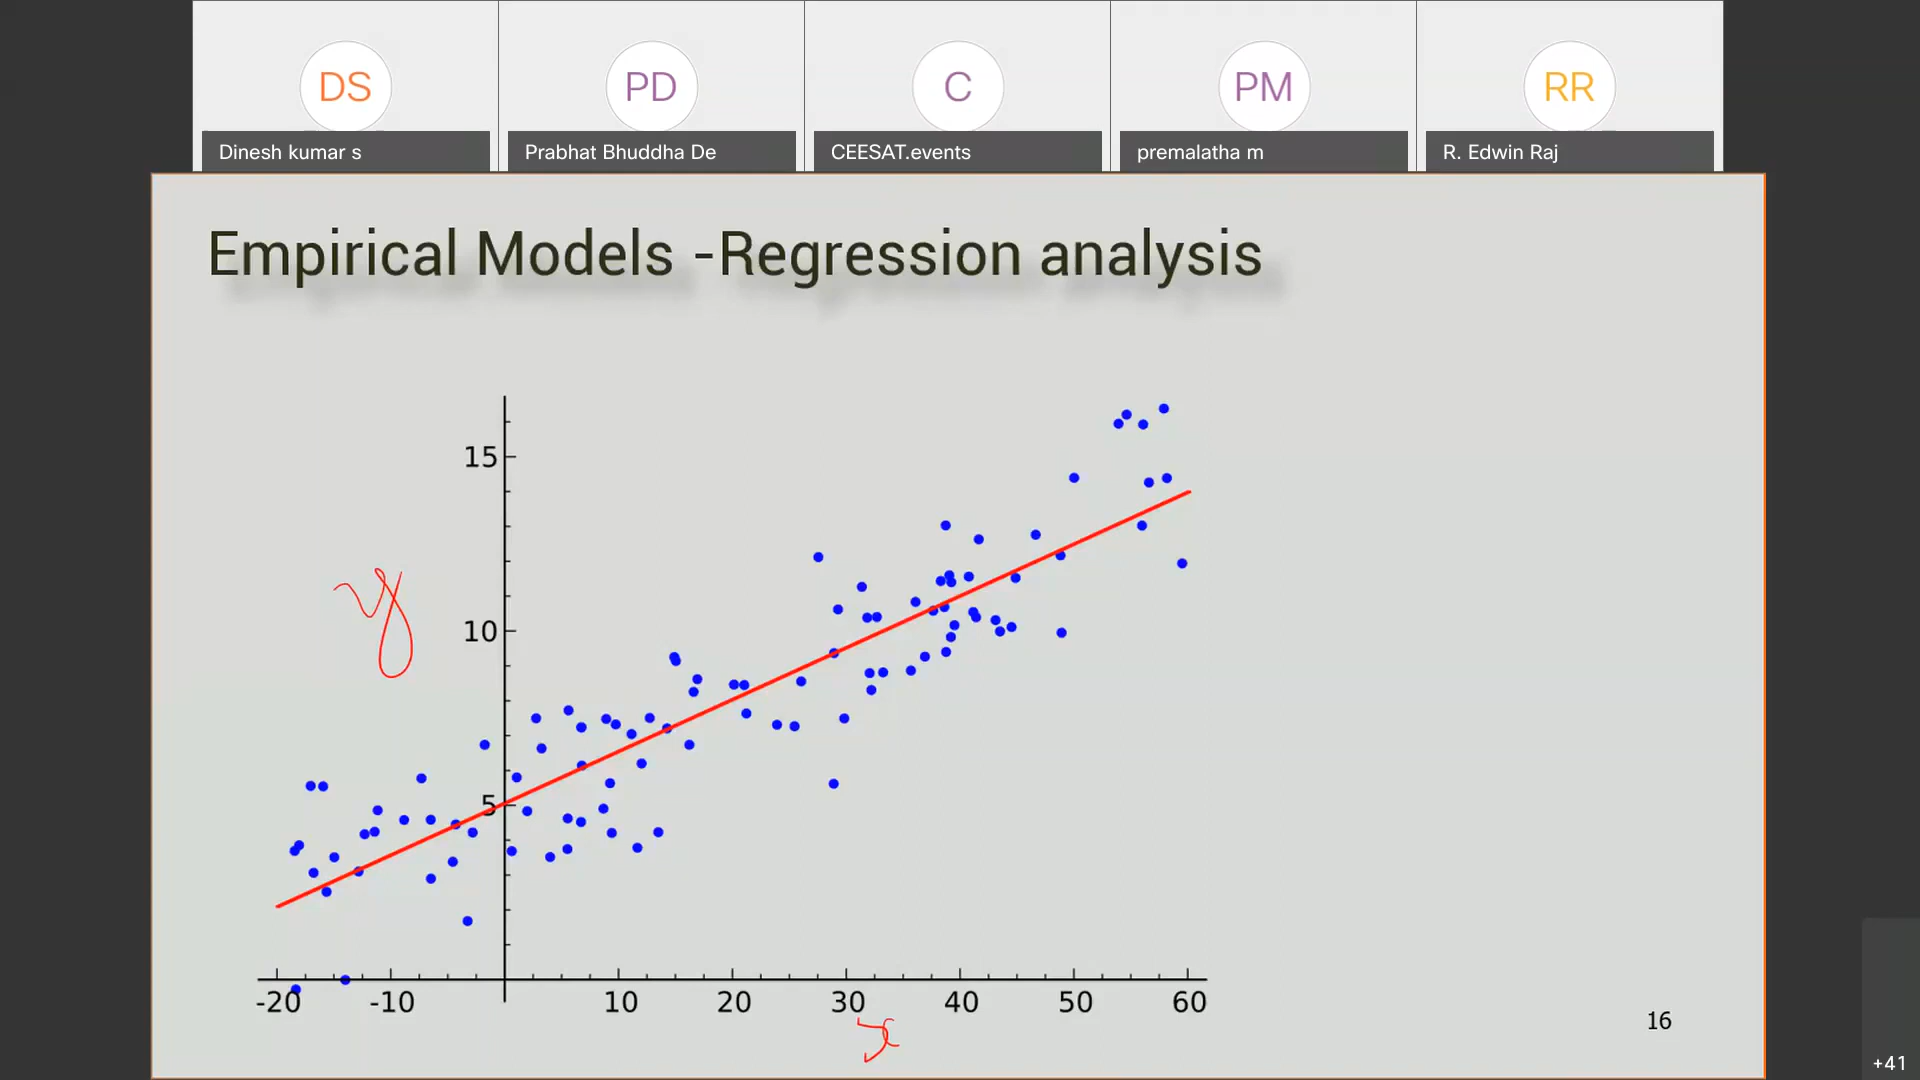 DS PD C PM RR
Dinesh kumar s Prabhat Bhuddha De CEESAT.events premalatha m R. Edwin Raj
Empirical Models -Regression analysis
15
y
10
5
-20 -10 10 20 30 40 50 60
x
16
+41